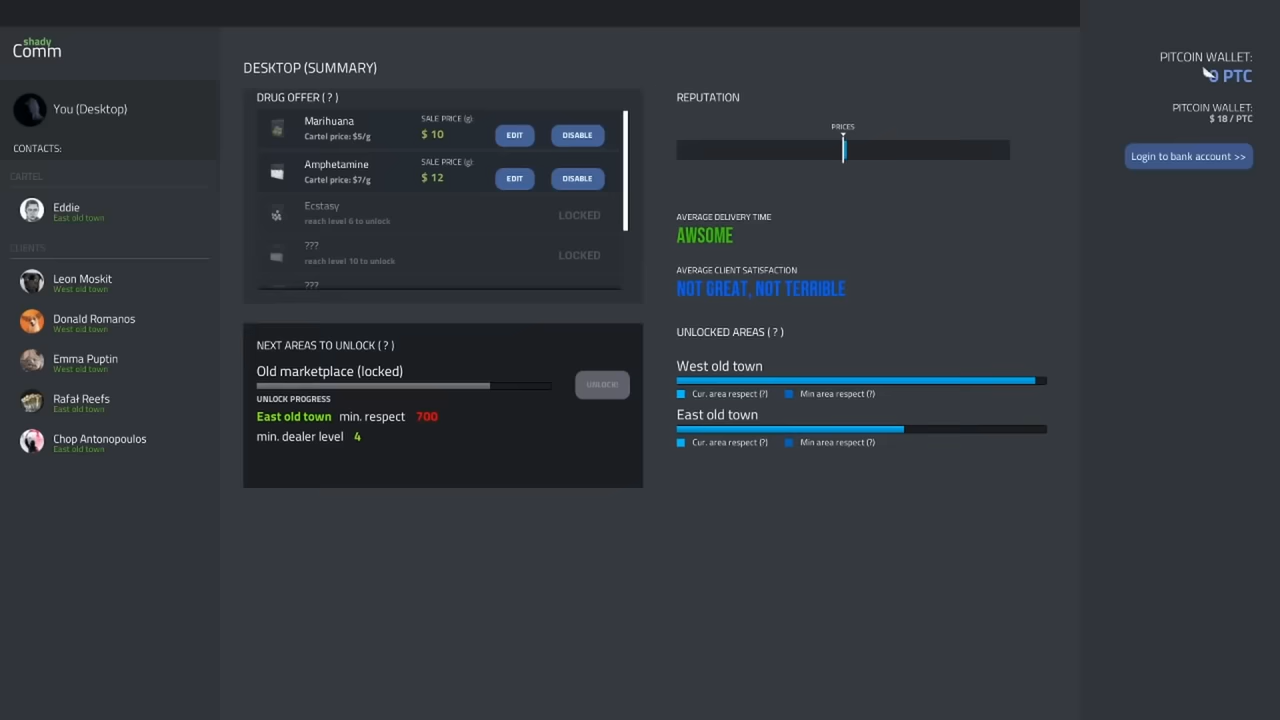 shady
Comm
You (Desktop)
CONTACTS:
CARTEL
Eddie
East old town
CLIENTS
Leon Moskit
West old town
Donald Romanos
West old town
Emma Puptin
West old town
Rafał Reefs
East old town
Chop Antonopoulos
East old town
DESKTOP (SUMMARY)
DRUG OFFER ( ? )
Marihuana
Cartel price: $5/g
SALE PRICE (g):
$ 10
EDIT
DISABLE
Amphetamine
Cartel price: $7/g
SALE PRICE (g):
$ 12
EDIT
DISABLE
Ecstasy
reach level 6 to unlock
LOCKED
???
reach level 10 to unlock
LOCKED
???
NEXT AREAS TO UNLOCK ( ? )
Old marketplace (locked)
UNLOCK PROGRESS
UNLOCK!
East old town min. respect 700
min. dealer level 4
REPUTATION
PRICES
AVERAGE DELIVERY TIME
AWSOME
AVERAGE CLIENT SATISFACTION
NOT GREAT, NOT TERRIBLE
UNLOCKED AREAS ( ? )
West old town
Cur. area respect (?) Min area respect (?)
East old town
Cur. area respect (?) Min area respect (?)
PITCOIN WALLET:
0 PTC
PITCOIN WALLET:
$ 18 / PTC
Login to bank account >>